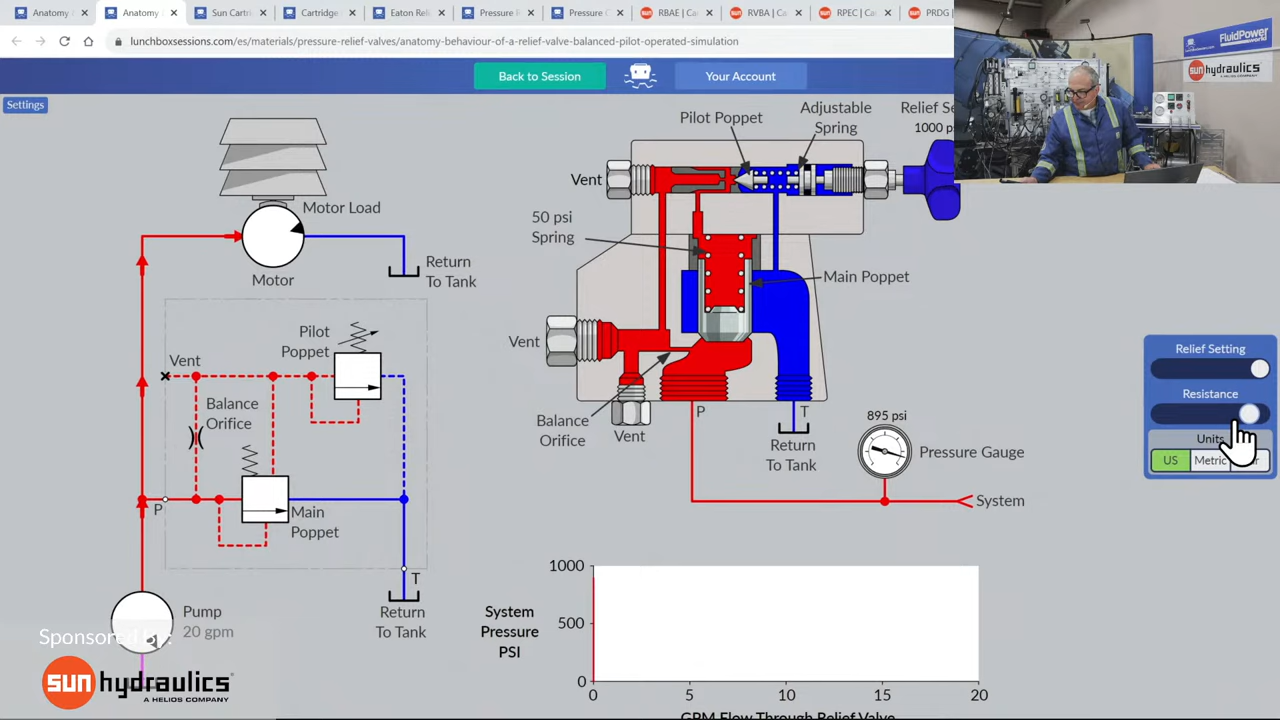 Anatomy
Anatomy
Sun Cartri
Cartridge
Eaton Reli
Pressure R
Pressure C
RBAE | Ca
RVBA | Ca
RPEC | Ca
PRDG |
lunchboxsessions.com/es/materials/pressure-relief-valves/anatomy-behaviour-of-a-relief-valve-balanced-pilot-operated-simulation
FluidPower
World
sun hydraulics
A HELIOS COMPANY
Back to Session
Your Account
Settings
Motor Load
Motor
Return
To Tank
Pilot
Poppet
Vent
Balance
Orifice
P
Main
Poppet
T
Pump
20 gpm
Return
To Tank
Sponsored By:
sun hydraulics
A HELIOS COMPANY
Pilot Poppet
Adjustable
Spring
Relief Se
1000 p
Vent
50 psi
Spring
Main Poppet
Vent
Balance
Orifice
Vent
P
T
Return
To Tank
895 psi
Pressure Gauge
System
Relief Setting
Resistance
Units
US
Metric
System
Pressure
PSI
1000
500
0
0
5
10
15
20
GPM Flow Through Relief Valve